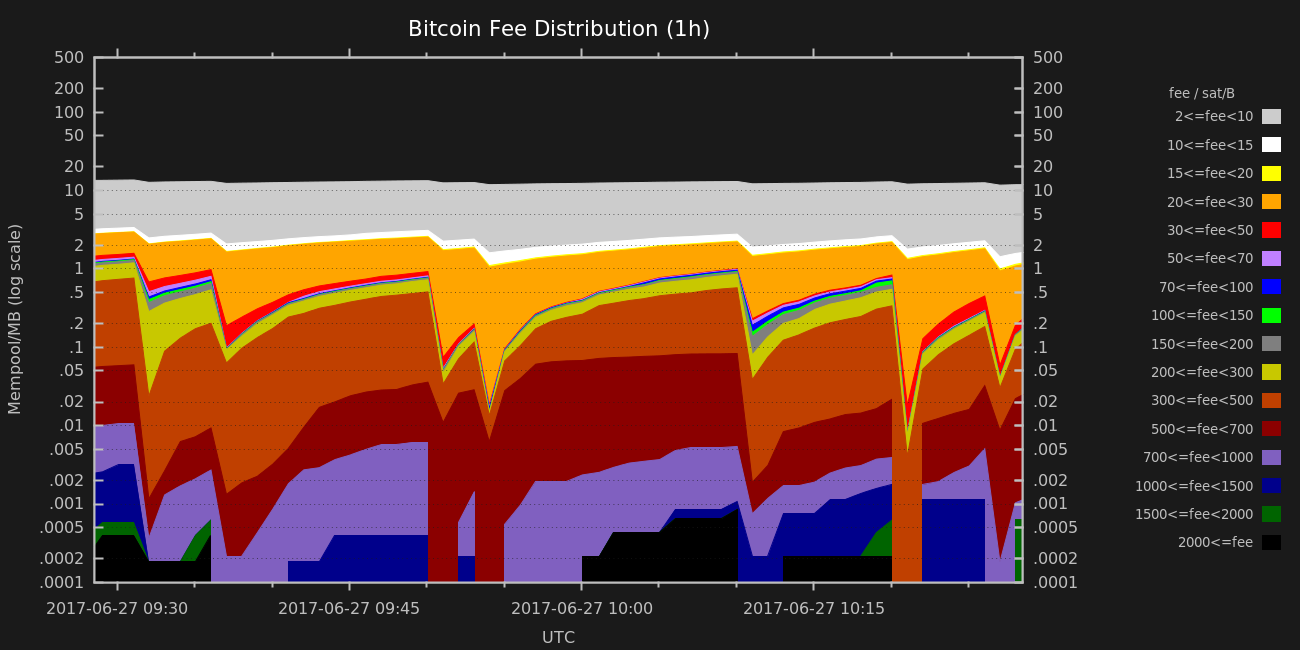 Bitcoin Fee Distribution (1h)
500
200
100
50
20
10
5
2
1
.5
.2
.1
.05
.02
.01
.005
.002
.001
.0005
.0002
.0001
Mempool/MB (log scale)
500
200
100
50
20
10
5
2
1
.5
.2
.1
.05
.02
.01
.005
.002
.001
.0005
.0002
.0001
2017-06-27 09:30 2017-06-27 09:45 2017-06-27 10:00 2017-06-27 10:15
UTC
fee / sat/B
2<=fee<10
10<=fee<15
15<=fee<20
20<=fee<30
30<=fee<50
50<=fee<70
70<=fee<100
100<=fee<150
150<=fee<200
200<=fee<300
300<=fee<500
500<=fee<700
700<=fee<1000
1000<=fee<1500
1500<=fee<2000
2000<=fee